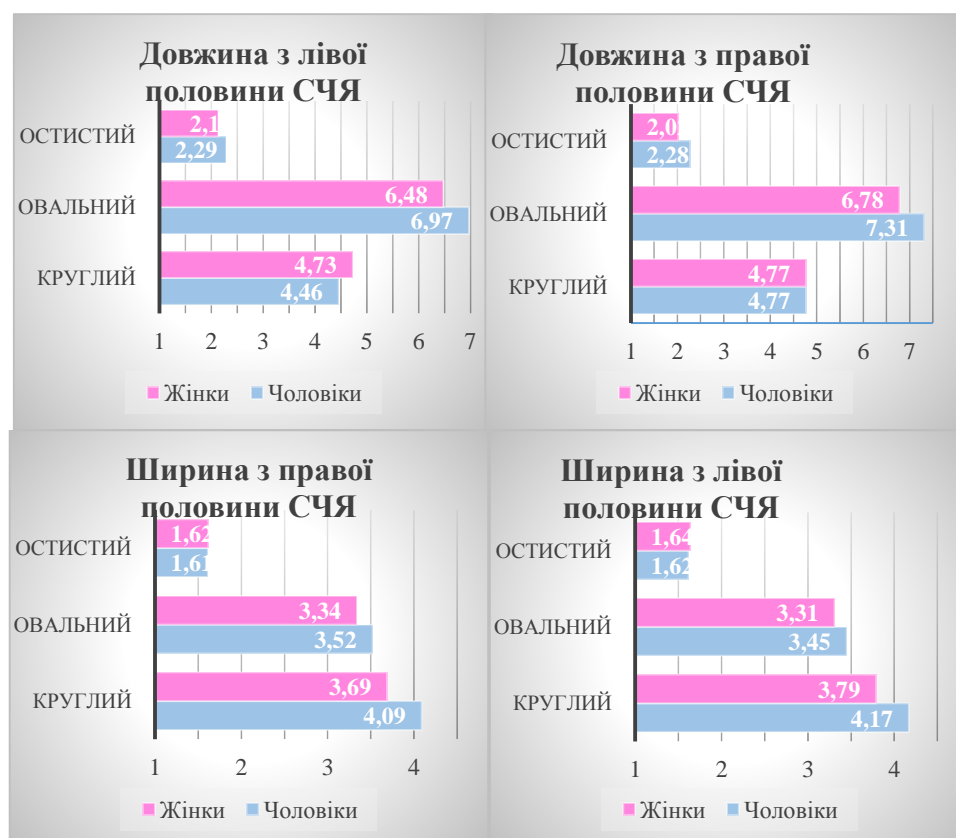 Довжина з лівої
половини СЧЯ
ОСТИСТИЙ
2,1
2,29
ОВАЛЬНИЙ
6,48
6,97
КРУГЛИЙ
4,73
4,46
1 2 3 4 5 6 7
Жінки Чоловіки
Довжина з правої
половини СЧЯ
ОСТИСТИЙ
2,0
2,28
ОВАЛЬНИЙ
6,78
7,31
КРУГЛИЙ
4,77
4,77
1 2 3 4 5 6 7
Жінки Чоловіки
Ширина з правої
половини СЧЯ
ОСТИСТИЙ
1,62
1,61
ОВАЛЬНИЙ
3,34
3,52
КРУГЛИЙ
3,69
4,09
1 2 3 4
Жінки Чоловіки
Ширина з лівої
половини СЧЯ
ОСТИСТИЙ
1,64
1,62
ОВАЛЬНИЙ
3,31
3,45
КРУГЛИЙ
3,79
4,17
1 2 3 4
Жінки Чоловіки